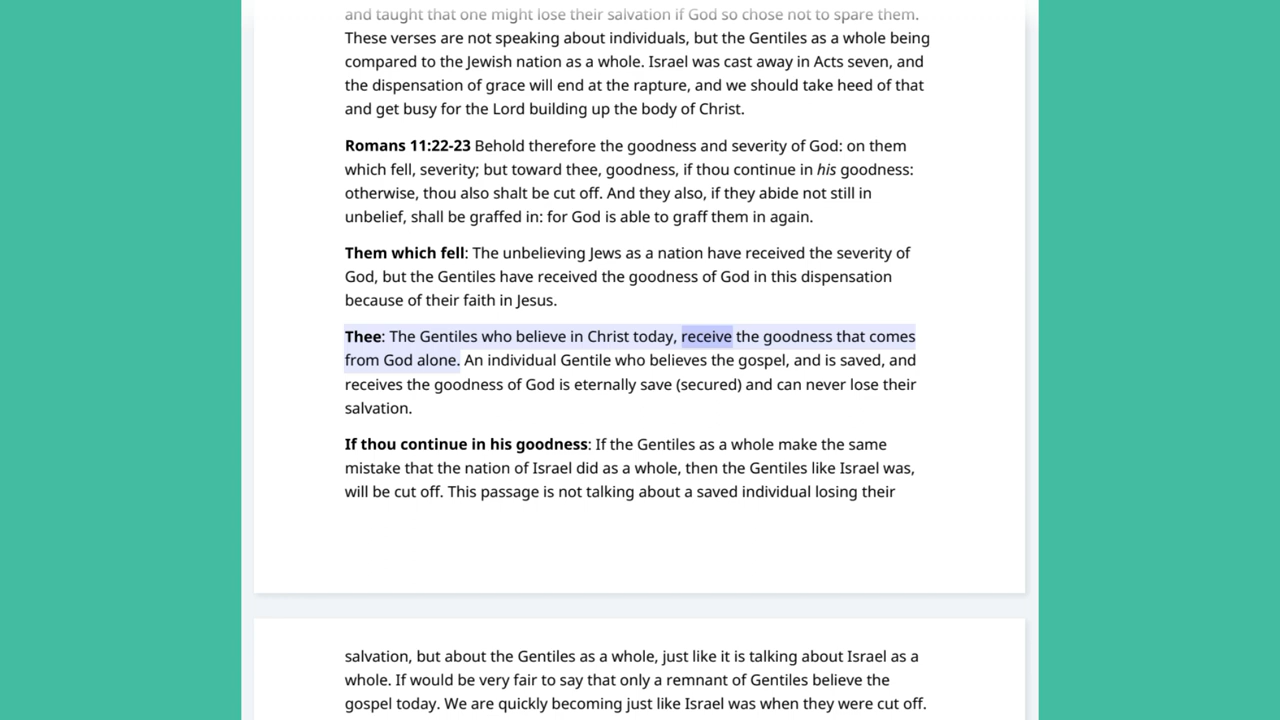 and taught that one might lose their salvation if God so chose not to spare them.
These verses are not speaking about individuals, but the Gentiles as a whole being
compared to the Jewish nation as a whole. Israel was cast away in Acts seven, and
the dispensation of grace will end at the rapture, and we should take heed of that
and get busy for the Lord building up the body of Christ.
Romans 11:22-23 Behold therefore the goodness and severity of God: on them
which fell, severity; but toward thee, goodness, if thou continue in his goodness:
otherwise, thou also shalt be cut off. And they also, if they abide not still in
unbelief, shall be graffed in: for God is able to graff them in again.
Them which fell: The unbelieving Jews as a nation have received the severity of
God, but the Gentiles have received the goodness of God in this dispensation
because of their faith in Jesus.
Thee: The Gentiles who believe in Christ today, receive the goodness that comes
from God alone. An individual Gentile who believes the gospel, and is saved, and
receives the goodness of God is eternally save (secured) and can never lose their
salvation.
If thou continue in his goodness: If the Gentiles as a whole make the same
mistake that the nation of Israel did as a whole, then the Gentiles like Israel was,
will be cut off. This passage is not talking about a saved individual losing their
salvation, but about the Gentiles as a whole, just like it is talking about Israel as a
whole. If would be very fair to say that only a remnant of Gentiles believe the
gospel today. We are quickly becoming just like Israel was when they were cut off.